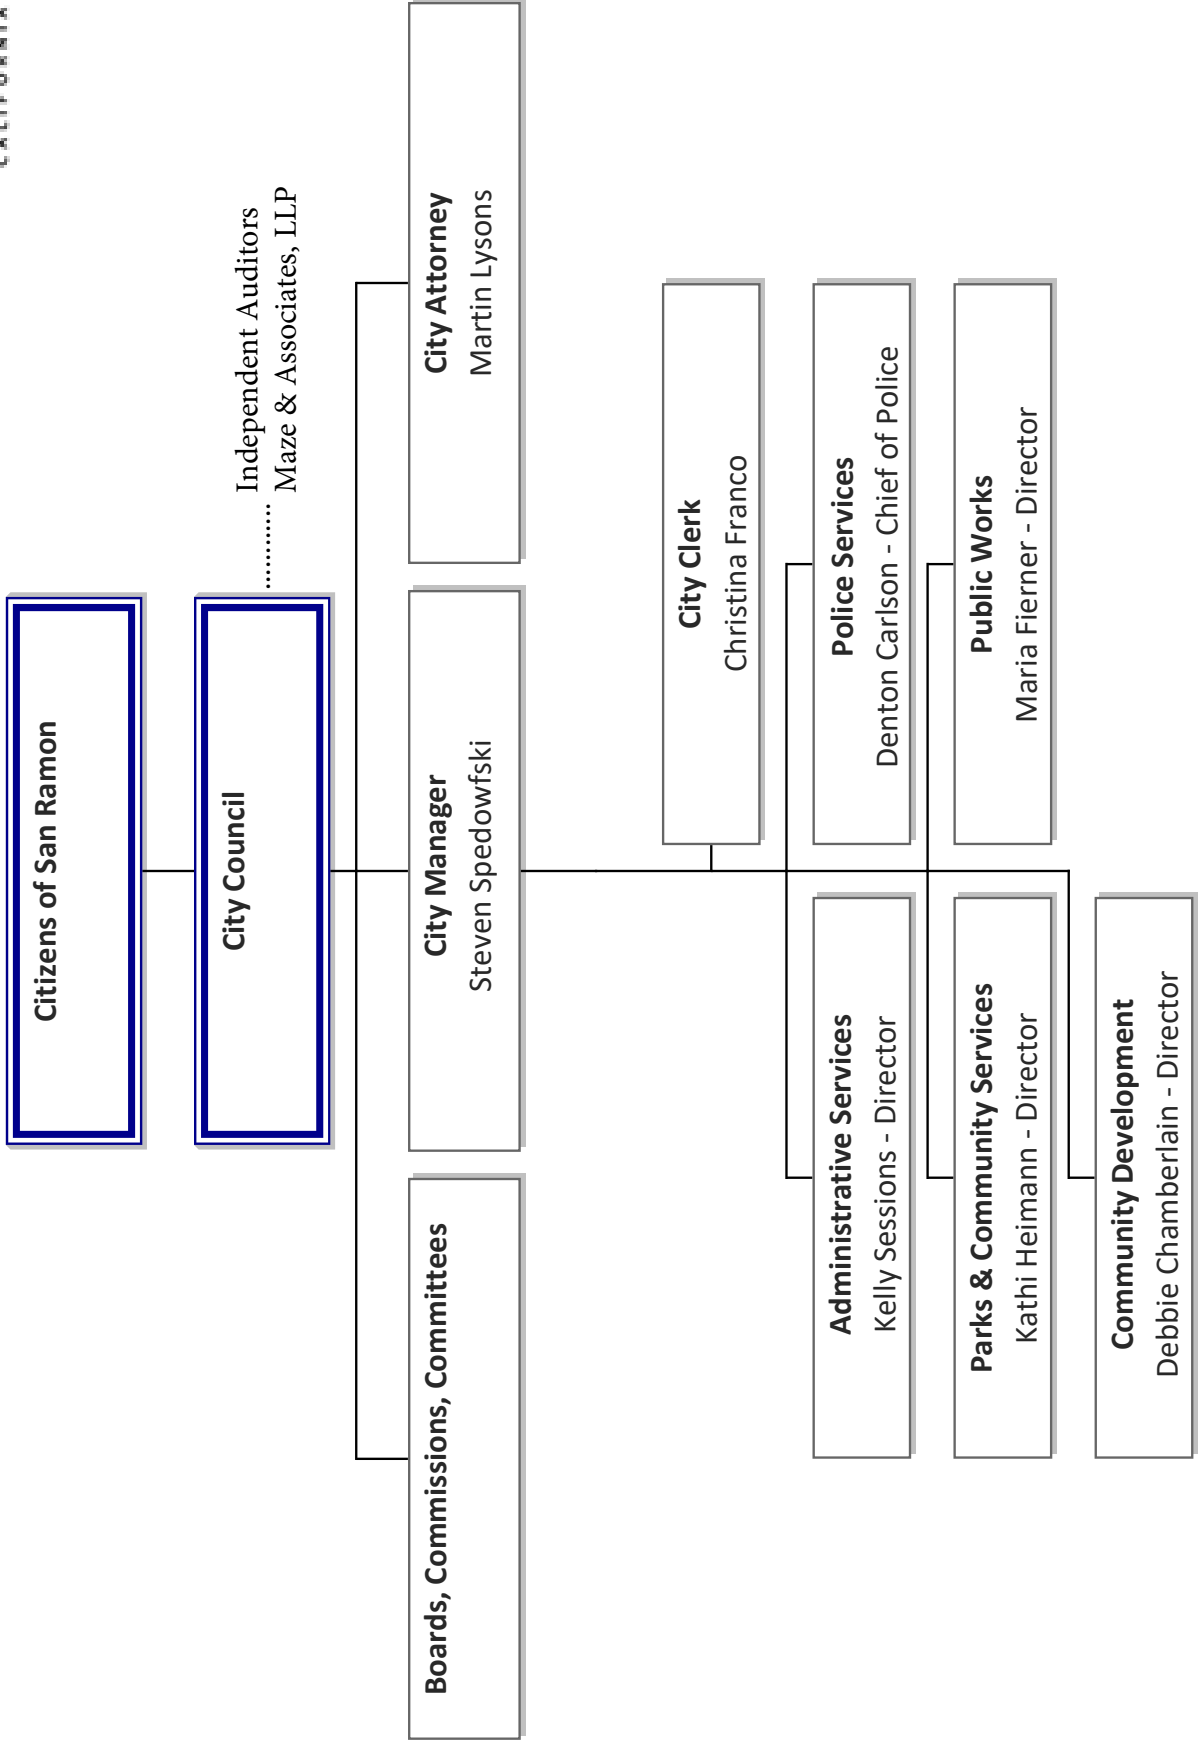 CALIFORNIA
Citizens of San Ramon
City Council
Independent Auditors
Maze & Associates, LLP
Boards, Commissions, Committees
City Manager
Steven Spedowfski
City Attorney
Martin Lysons
City Clerk
Christina Franco
Administrative Services
Kelly Sessions - Director
Police Services
Denton Carlson - Chief of Police
Parks & Community Services
Kathi Heimann - Director
Public Works
Maria Fierner - Director
Community Development
Debbie Chamberlain - Director